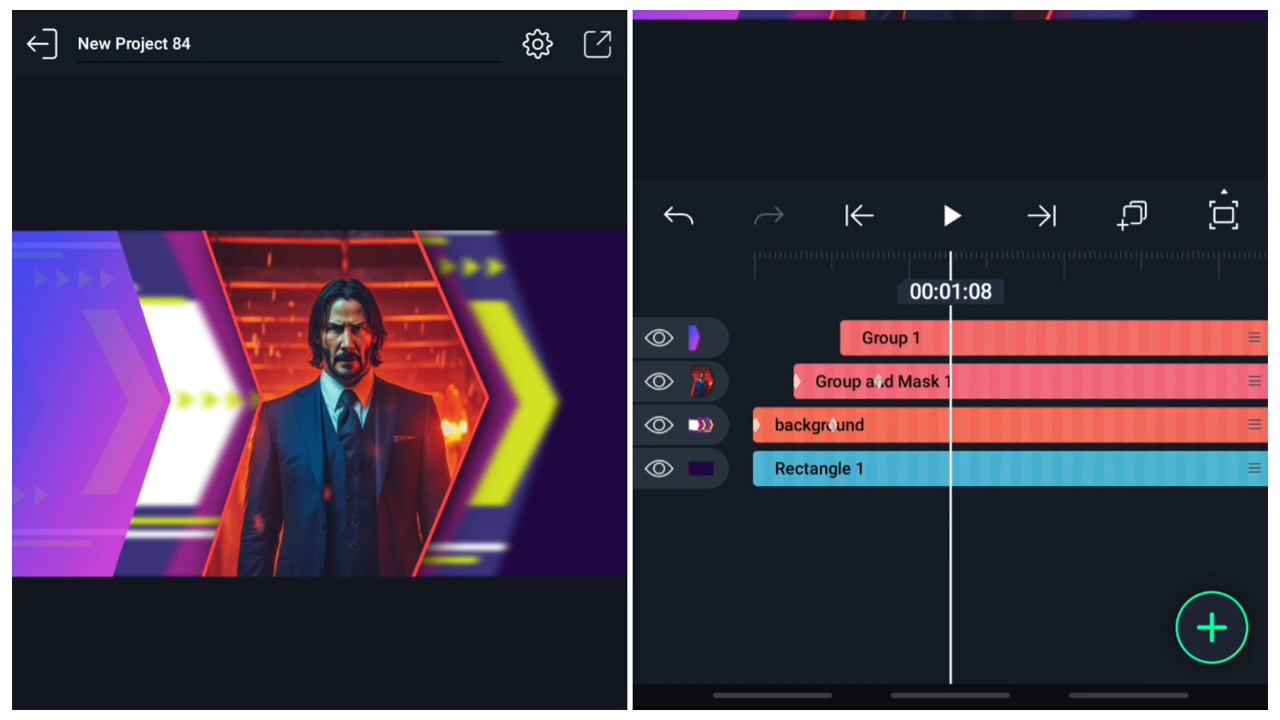 New Project 84
00:01:08
Group 1
Group and Mask 1
background
Rectangle 1